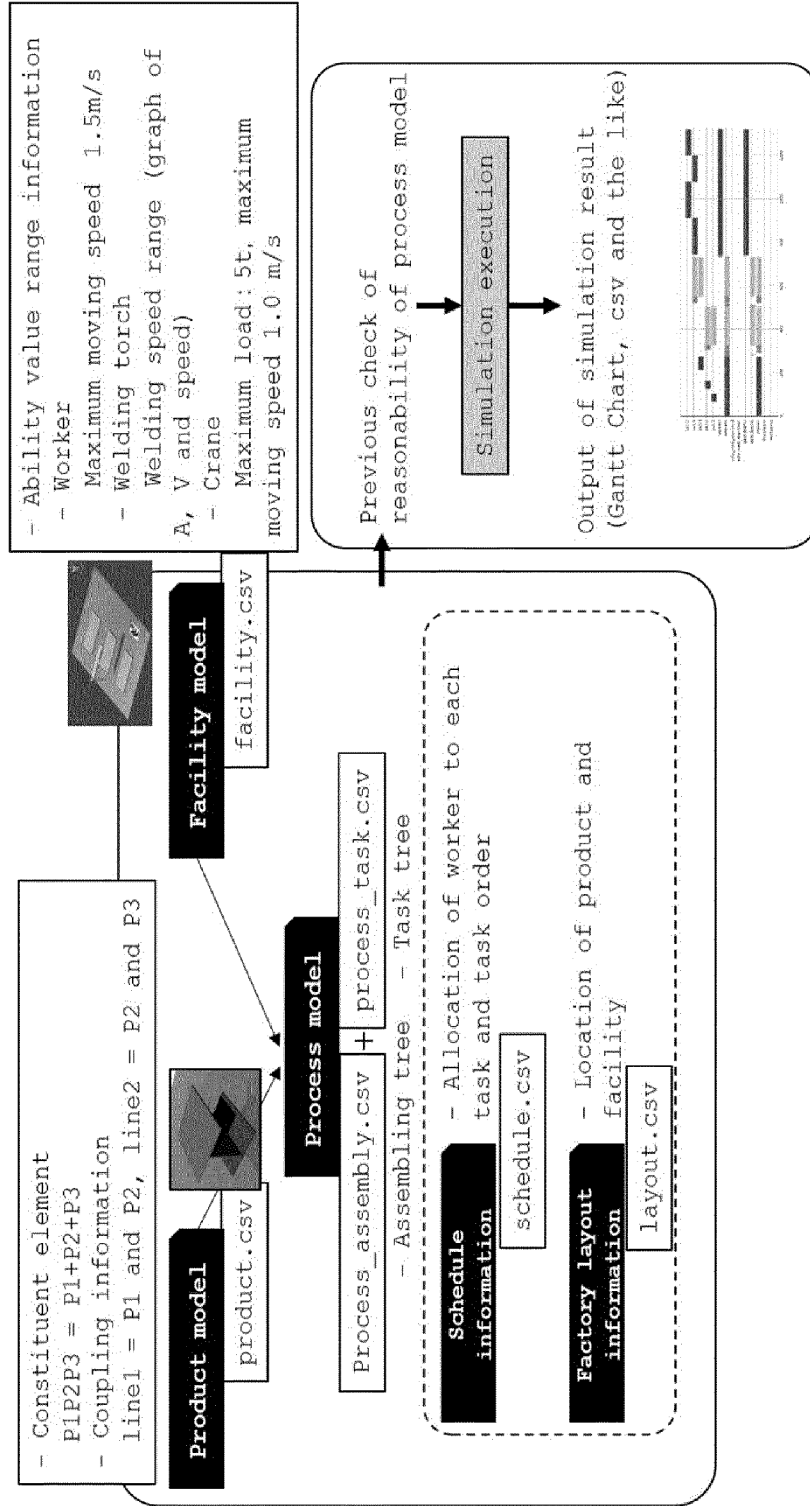 - Constituent element
P1P2P3 = P1+P2+P3
- Coupling information
line1 = P1 and P2, line2 = P2 and P3
Product model
product.csv
Facility model
facility.csv
- Ability value range information
- Worker
Maximum moving speed 1.5m/s
- Welding torch
Welding speed range (graph of
A, V and speed)
- Crane
Maximum load : 5t, maximum
moving speed 1.0 m/s
Process model
Process_assembly.csv + process_task.csv
- Assembling tree - Task tree
Schedule
information
schedule.csv
- Allocation of worker to each
task and task order
Factory layout
information
layout.csv
- Location of product and
facility
Previous check of
reasonability of process model
Simulation execution
Output of simulation result
(Gantt Chart, csv and the like)